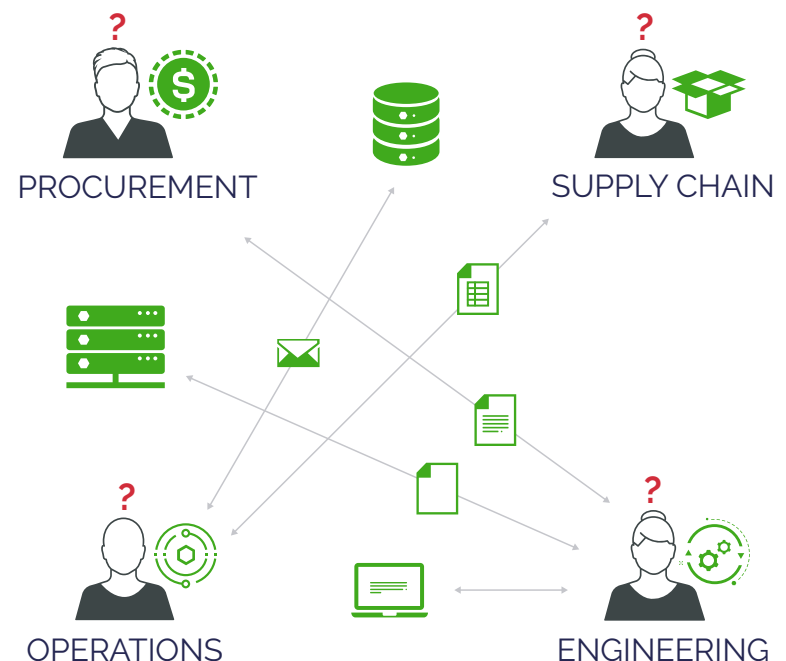 ?
?
$
PROCUREMENT
SUPPLY CHAIN
?
?
OPERATIONS
ENGINEERING